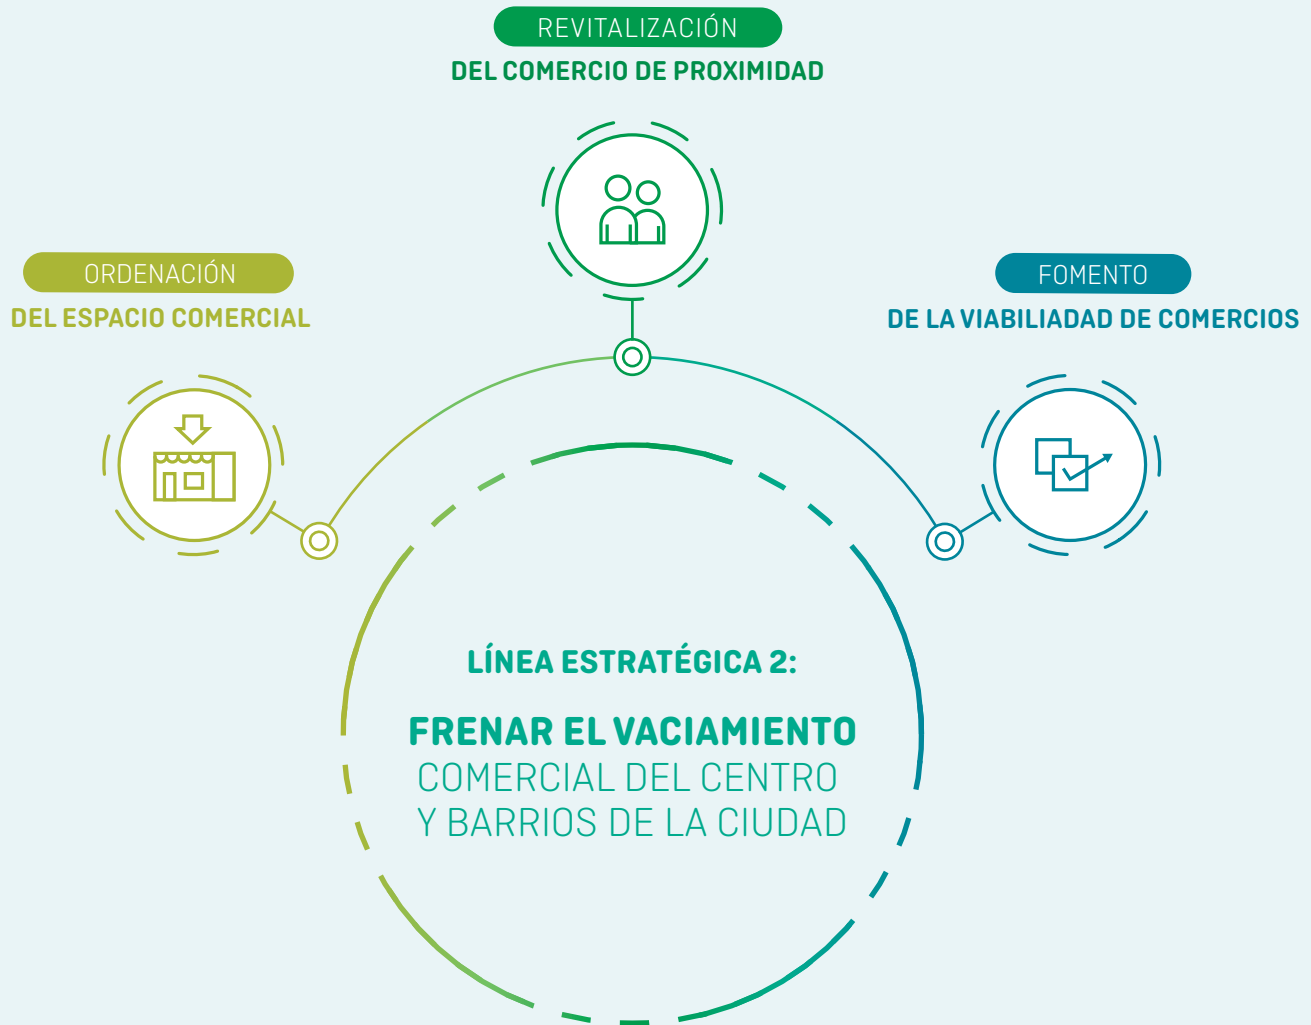 REVITALIZACIÓN
DEL COMERCIO DE PROXIMIDAD
ORDENACIÓN
DEL ESPACIO COMERCIAL
FOMENTO
DE LA VIABILIADAD DE COMERCIOS
LÍNEA ESTRATÉGICA 2:
FRENAR EL VACIAMIENTO
COMERCIAL DEL CENTRO
Y BARRIOS DE LA CIUDAD